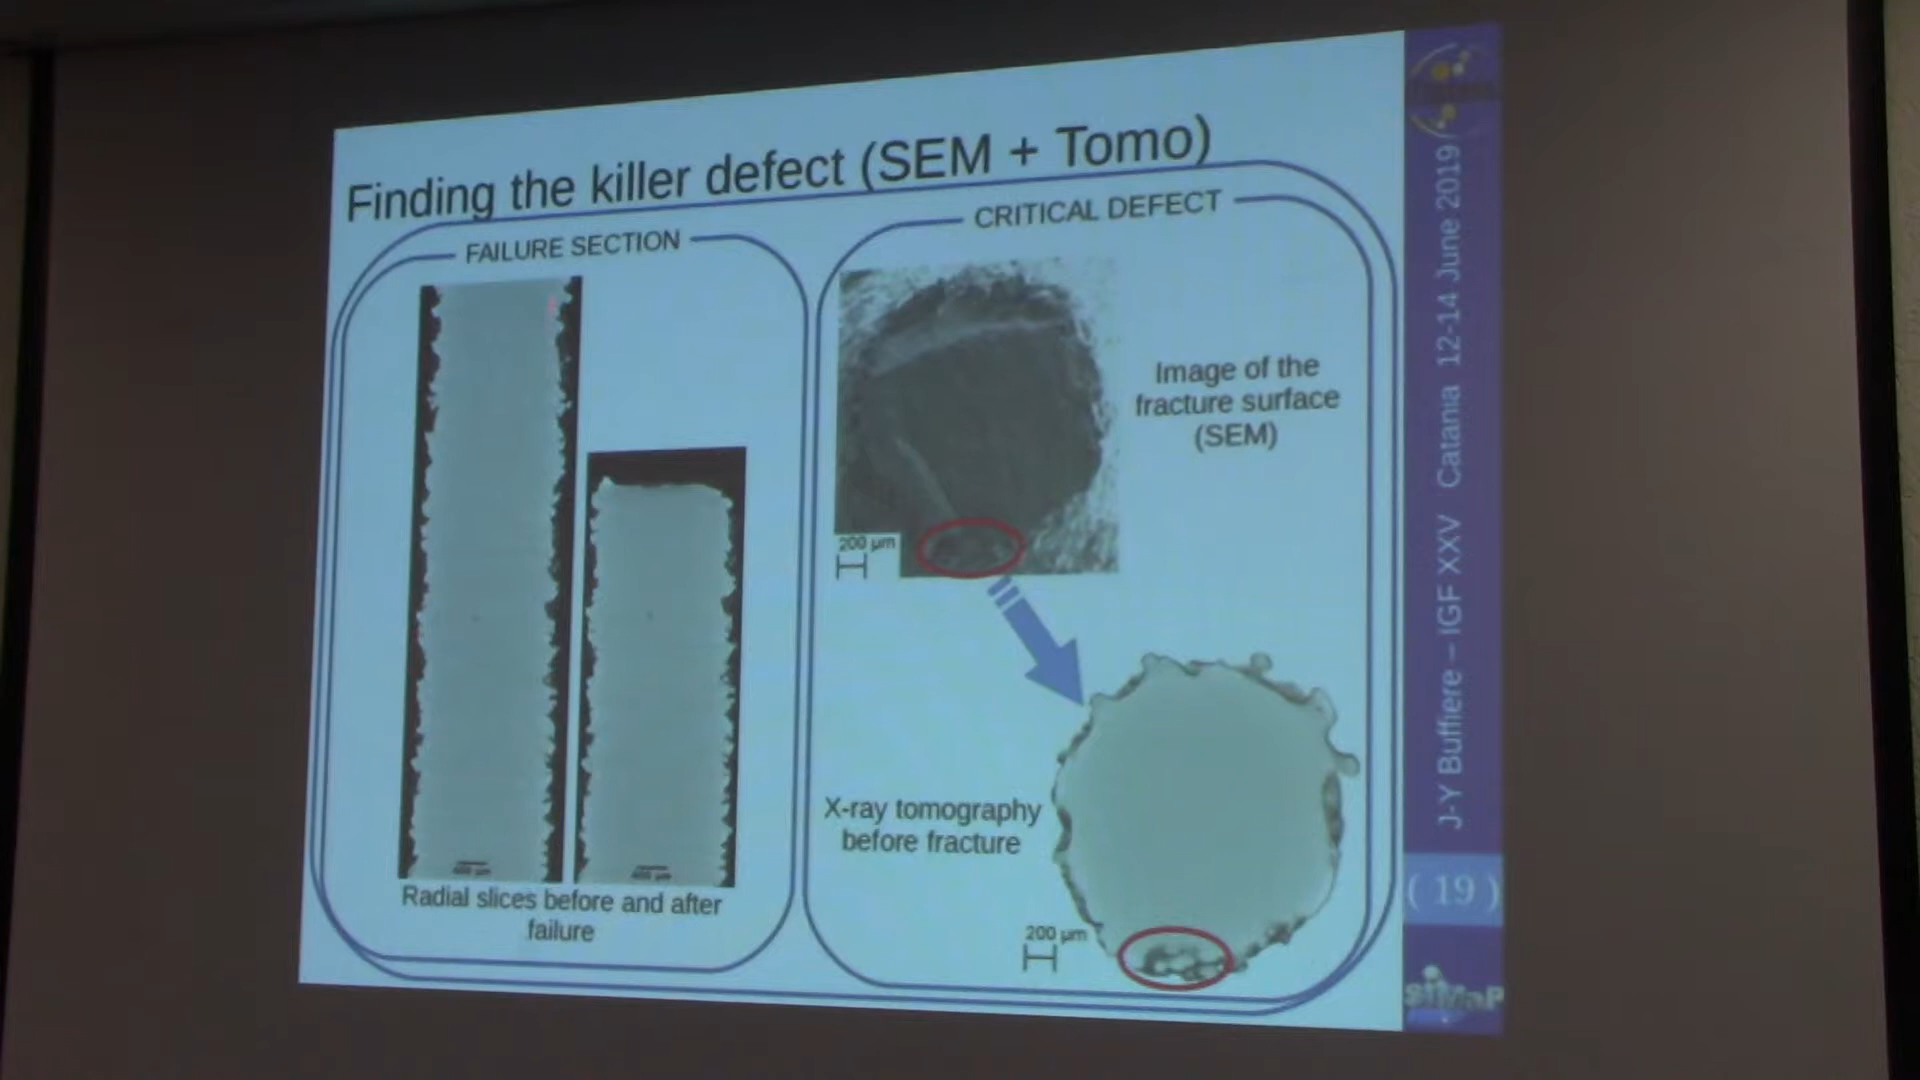 Finding the killer defect (SEM + Tomo)
FAILURE SECTION
Radial slices before and after
failure
CRITICAL DEFECT
Image of the
fracture surface
(SEM)
200 µm
X-ray tomography
before fracture
200 µm
J-Y Buffiere – IGF XXV Catania 12-14 June 2019
( 19 )